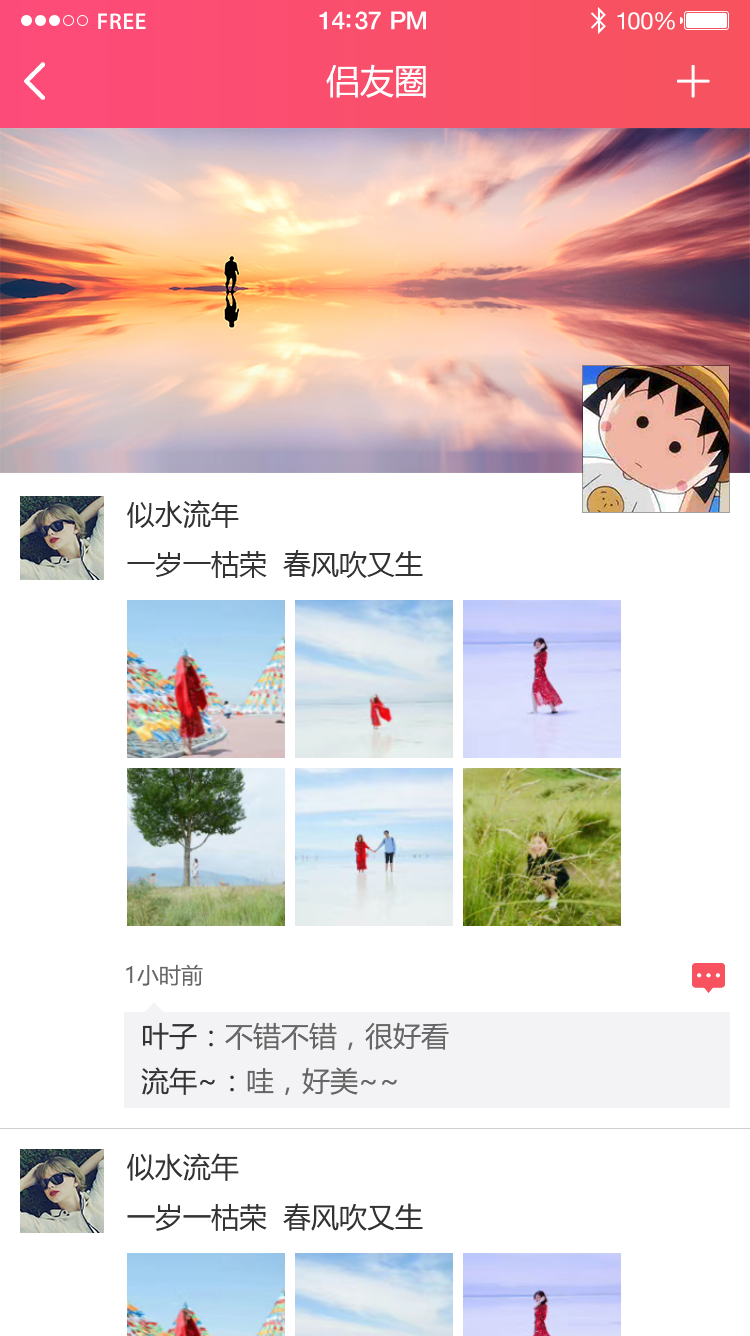 FREE 14:37 PM 100%
侣友圈
似水流年
一岁一枯荣 春风吹又生
1小时前
叶子：不错不错，很好看
流年~：哇，好美~~
似水流年
一岁一枯荣 春风吹又生